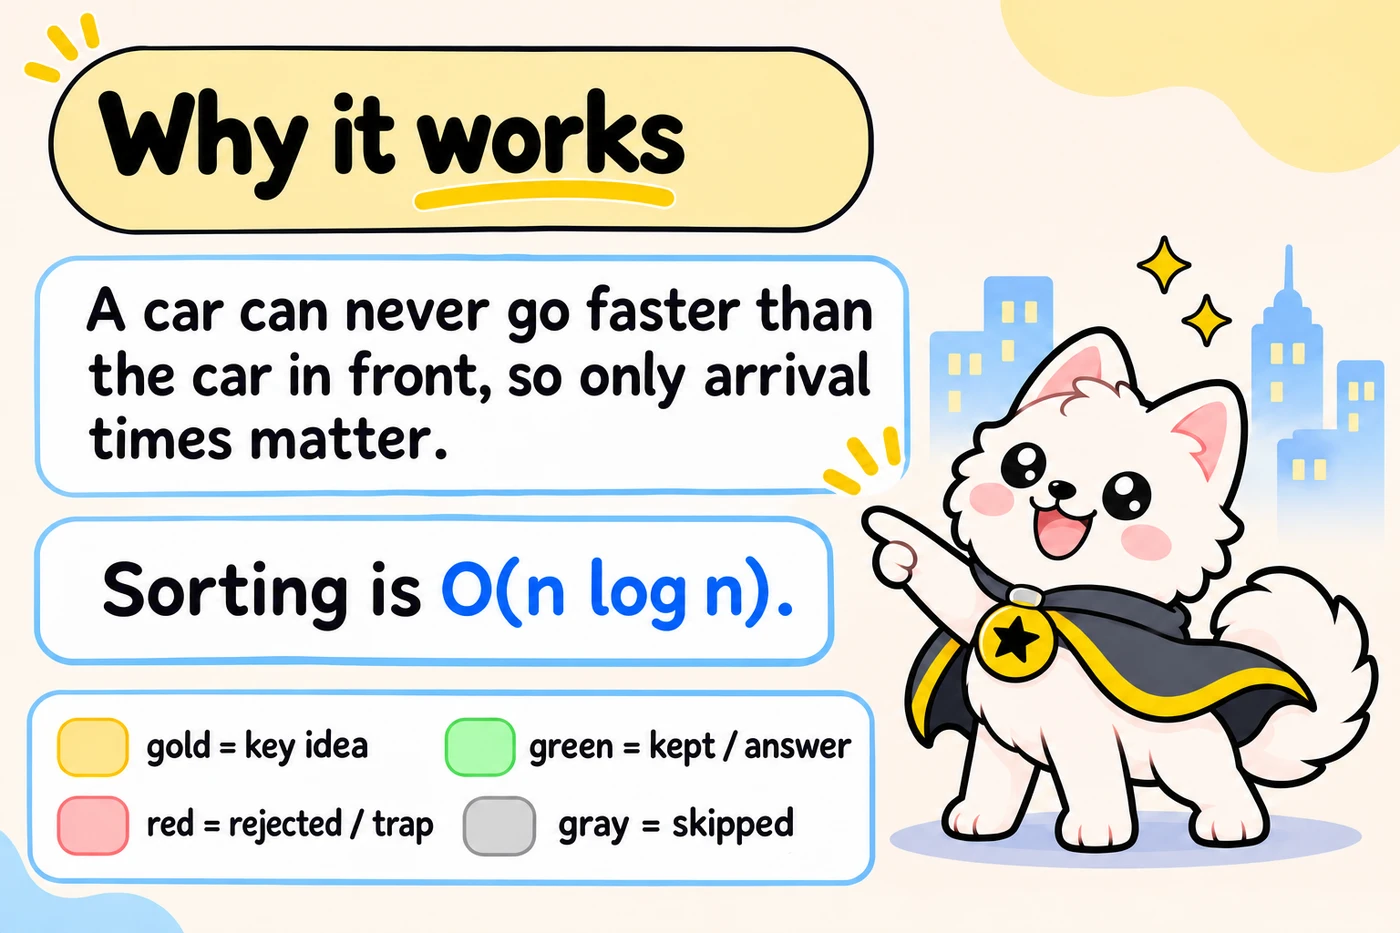 Why it works
A car can never go faster than
the car in front, so only arrival
times matter.
Sorting is O(n log n).
gold = key idea
green = kept / answer
red = rejected / trap
gray = skipped